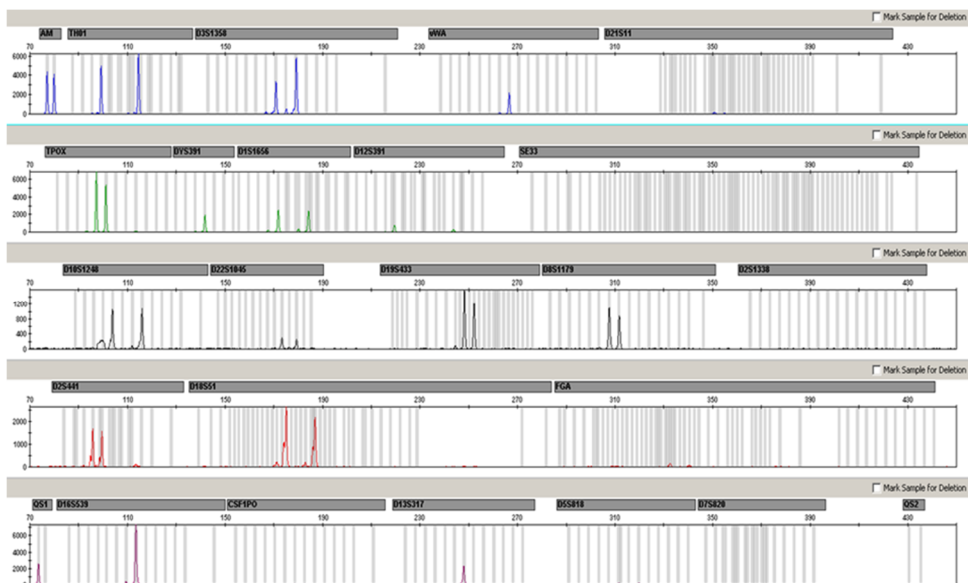 Mark Sample for Deletion
AM TH01 D3S1358 vWA D21S11
70 110 150 190 230 270 310 350 390 430
6000
4000
2000
0
Mark Sample for Deletion
TPOX DYS391 D1S1656 D12S391 SE33
70 110 150 190 230 270 310 350 390 430
6000
4000
2000
0
Mark Sample for Deletion
D10S1248 D22S1045 D19S433 D8S1179 D2S1338
70 110 150 190 230 270 310 350 390 430
1200
800
400
0
Mark Sample for Deletion
D2S441 D18S51 FGA
70 110 150 190 230 270 310 350 390 430
2000
1000
0
Mark Sample for Deletion
QS1 D16S539 CSF1PO D13S317 D5S818 D7S820 QS2
70 110 150 190 230 270 310 350 390 430
6000
4000
2000
0